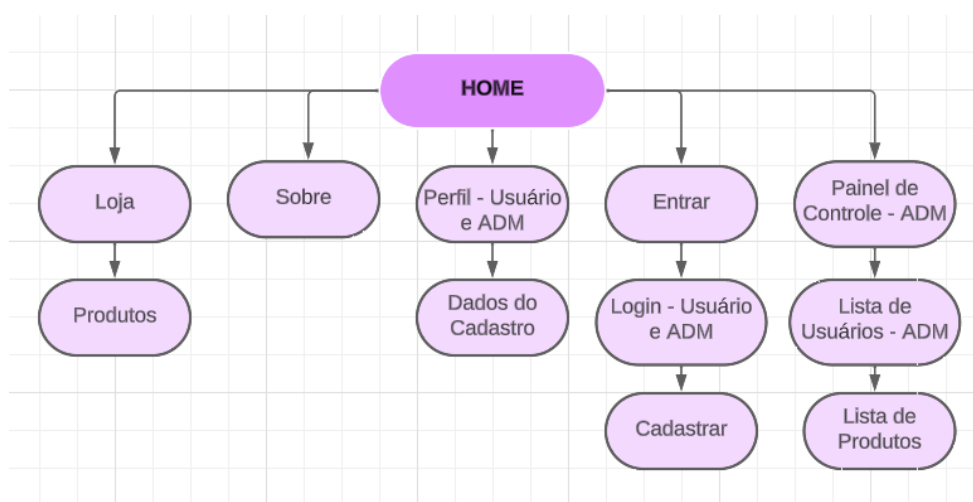 HOME
Loja
Sobre
Perfil - Usuário
e ADM
Entrar
Painel de
Controle - ADM
Produtos
Dados do
Cadastro
Login - Usuário
e ADM
Lista de
Usuários - ADM
Cadastrar
Lista de
Produtos